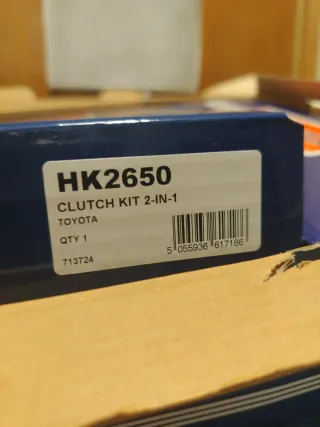 HK2650
CLUTCH KIT 2-IN-1
TOYOTA
QTY 1
5 055936 617186
713724